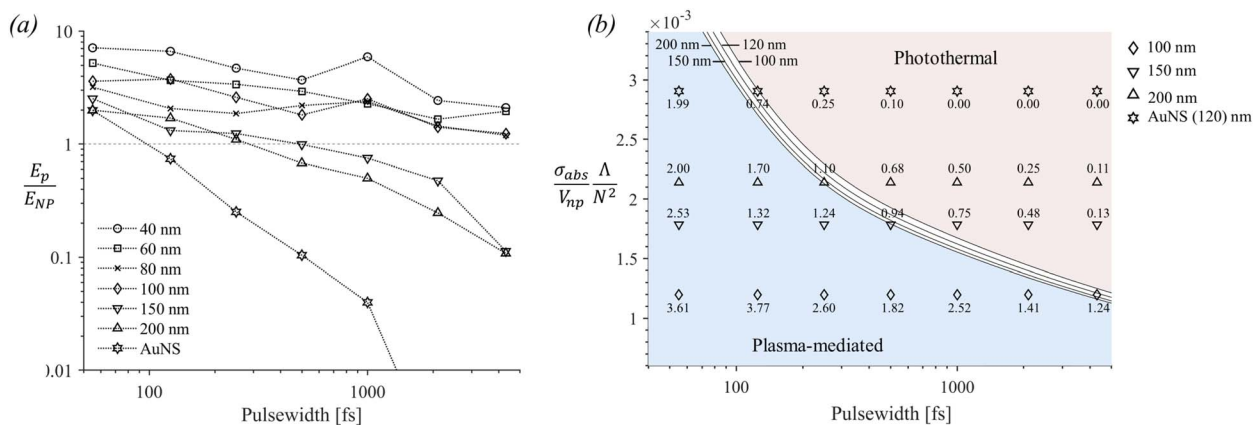 (a)
10
1
0.1
).01
E_p
E_NP
40 nm
60 nm
80 nm
100 nm
150 nm
200 nm
AuNS
100
1000
Pulsewidth [fs]
(b)
×10⁻³
3
2.5
2
1.5
1
σ_abs Λ
V_np N²
200 nm
120 nm
150 nm
100 nm
Photothermal
1.99 0.74 0.25 0.10 0.00 0.00 0.00
2.00 1.70 1.10 0.68 0.50 0.25 0.11
2.53 1.32 1.24 0.94 0.75 0.48 0.13
3.61 3.77 2.60 1.82 2.52 1.41 1.24
Plasma-mediated
100
1000
Pulsewidth [fs]
100 nm
150 nm
200 nm
AuNS (120) nm